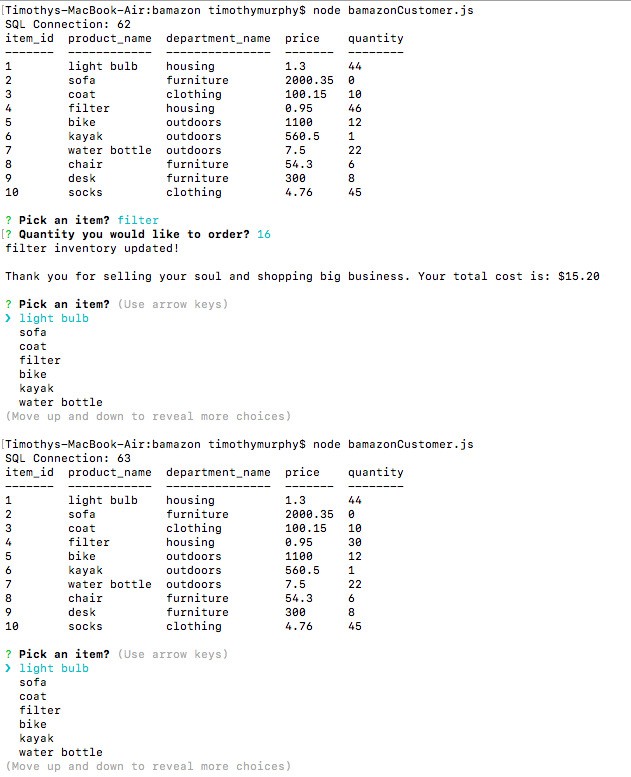 [Timothys-MacBook-Air:bamazon timothymurphy$ node bamazonCustomer.js
SQL Connection: 62
item_id  product_name  department_name  price    quantity
-------  ------------  ---------------  -------  --------
1        light bulb    housing          1.3      44
2        sofa          furniture        2000.35  0
3        coat          clothing         100.15   10
4        filter        housing          0.95     46
5        bike          outdoors         1100     12
6        kayak         outdoors         560.5    1
7        water bottle  outdoors         7.5      22
8        chair         furniture        54.3     6
9        desk          furniture        300      8
10       socks         clothing         4.76     45
? Pick an item? filter
[? Quantity you would like to order? 16
filter inventory updated!
Thank you for selling your soul and shopping big business. Your total cost is: $15.20
? Pick an item? (Use arrow keys)
❯ light bulb
  sofa
  coat
  filter
  bike
  kayak
  water bottle
(Move up and down to reveal more choices)
[Timothys-MacBook-Air:bamazon timothymurphy$ node bamazonCustomer.js
SQL Connection: 63
item_id  product_name  department_name  price    quantity
-------  ------------  ---------------  -------  --------
1        light bulb    housing          1.3      44
2        sofa          furniture        2000.35  0
3        coat          clothing         100.15   10
4        filter        housing          0.95     30
5        bike          outdoors         1100     12
6        kayak         outdoors         560.5    1
7        water bottle  outdoors         7.5      22
8        chair         furniture        54.3     6
9        desk          furniture        300      8
10       socks         clothing         4.76     45
? Pick an item? (Use arrow keys)
❯ light bulb
  sofa
  coat
  filter
  bike
  kayak
  water bottle
(Move up and down to reveal more choices)